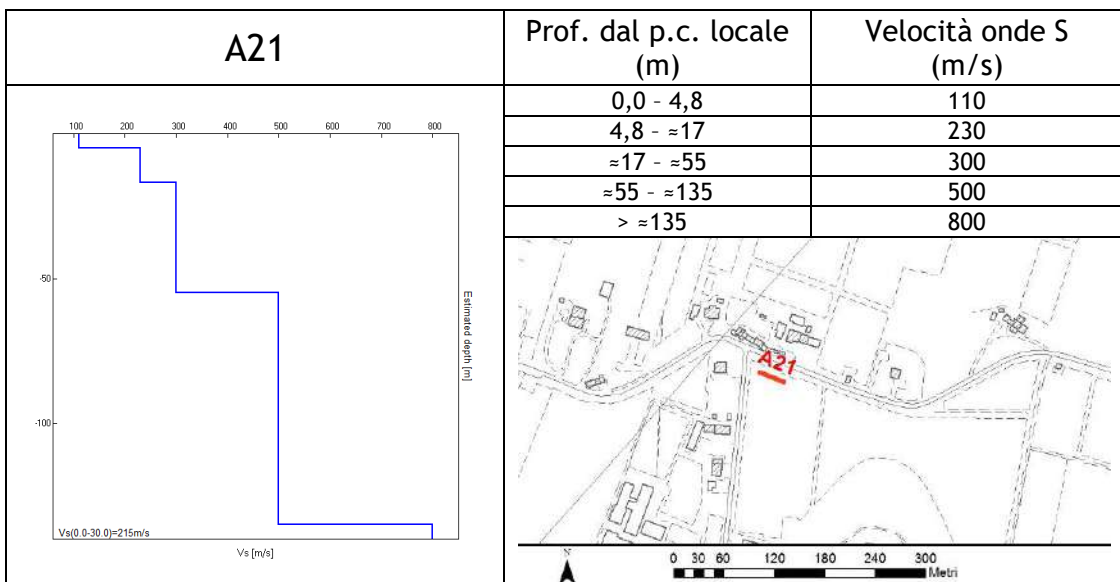 A21
Prof. dal p.c. locale
(m)
Velocità onde S
(m/s)
0,0 – 4,8 110
4,8 – ≈17 230
≈17 – ≈55 300
≈55 – ≈135 500
> ≈135 800
100 200 300 400 500 600 700 800
-50
-100
Estimated depth [m]
Vs(0.0-30.0)=215m/s
Vs [m/s]
A21
N
0 30 60 120 180 240 300
Metri